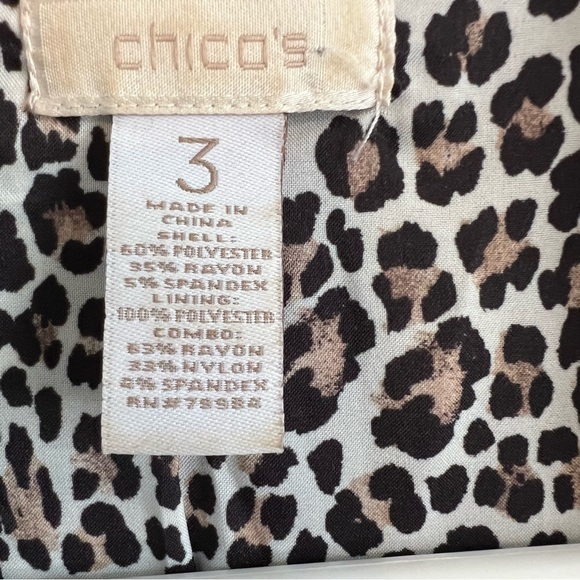 chico's
3
MADE IN
CHINA
SHELL:
60% POLYESTER
35% RAYON
5% SPANDEX
LINING:
100% POLYESTER
COMBO:
63% RAYON
33% NYLON
4% SPANDEX
RN#78984